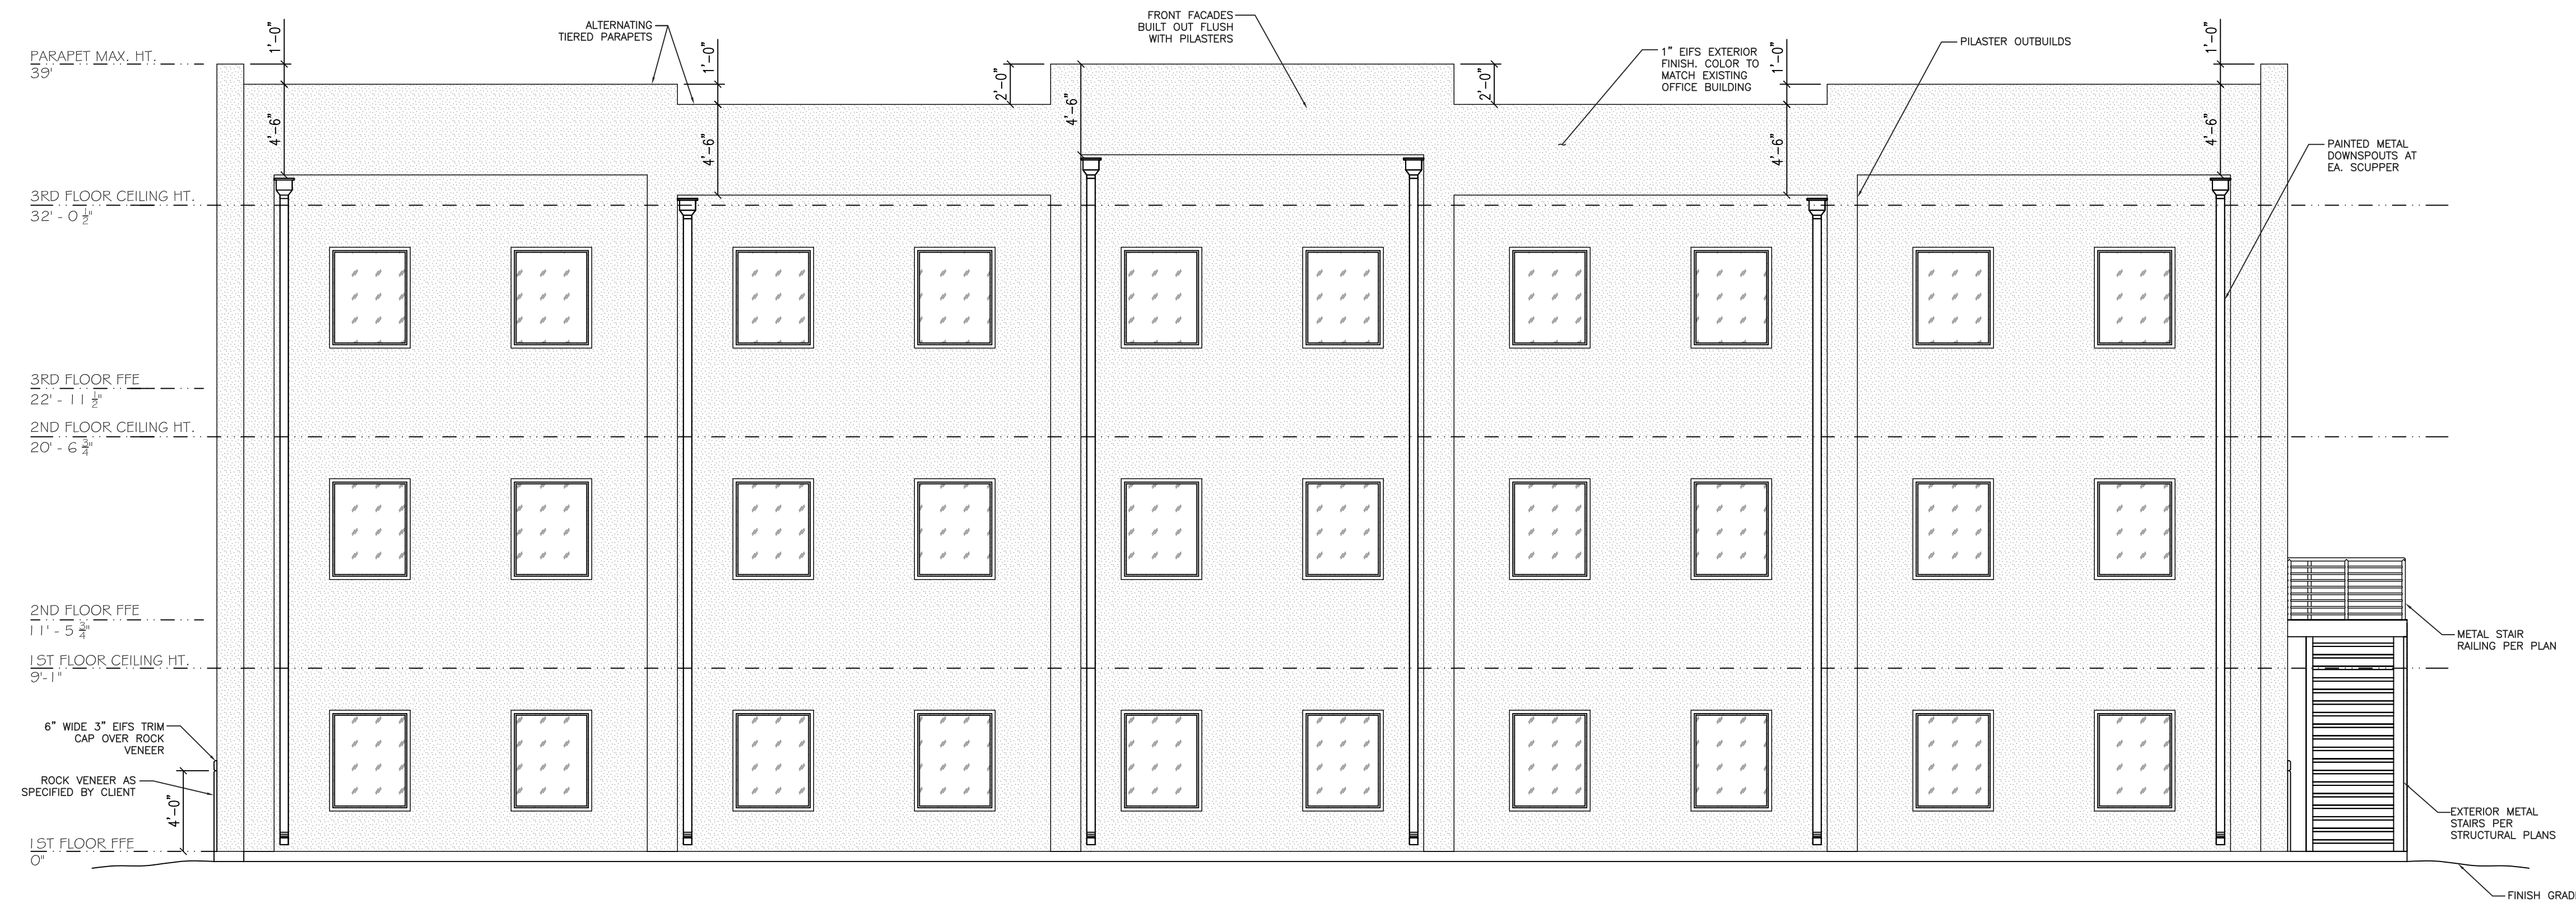 ALTERNATING
TIERED PARAPETS
FRONT FACADES
BUILT OUT FLUSH
WITH PILASTERS
1" EIFS EXTERIOR
FINISH. COLOR TO
MATCH EXISTING
OFFICE BUILDING
PILASTER OUTBUILDS
PAINTED METAL
DOWNSPOUTS AT
EA. SCUPPER
1'-0"
1'-0"
2'-0"
2'-0"
1'-0"
1'-0"
4'-6"
4'-6"
4'-6"
4'-6"
4'-6"
PARAPET MAX. HT.
39'
3RD FLOOR CEILING HT.
32' - 0 1/2"
3RD FLOOR FFE
22' - 11 1/2"
2ND FLOOR CEILING HT.
20' - 6 3/4"
2ND FLOOR FFE
11' - 5 3/4"
1ST FLOOR CEILING HT.
9'-1"
6" WIDE 3" EIFS TRIM
CAP OVER ROCK
VENEER
ROCK VENEER AS
SPECIFIED BY CLIENT
4'-0"
1ST FLOOR FFE
0"
METAL STAIR
RAILING PER PLAN
EXTERIOR METAL
STAIRS PER
STRUCTURAL PLANS
FINISH GRAD